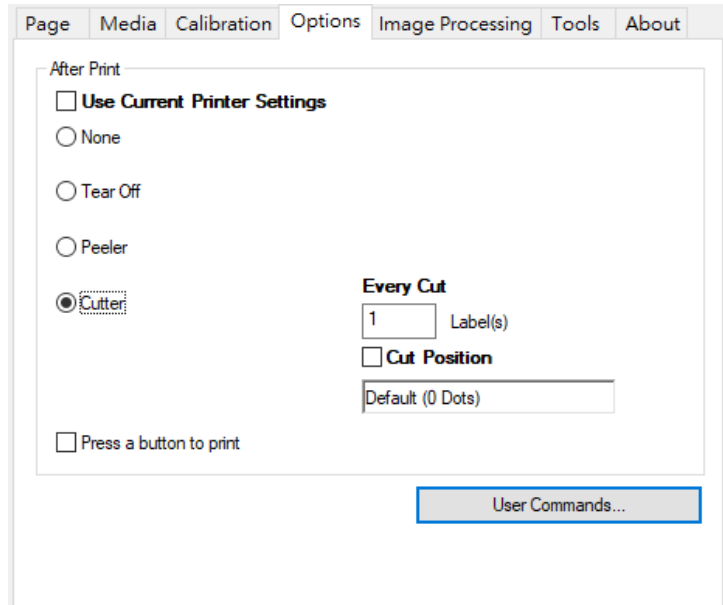 Page Media Calibration Options Image Processing Tools About
After Print
Use Current Printer Settings
None
Tear Off
Peeler
Cutter
Every Cut
1 Label(s)
Cut Position
Default (0 Dots)
Press a button to print
User Commands...